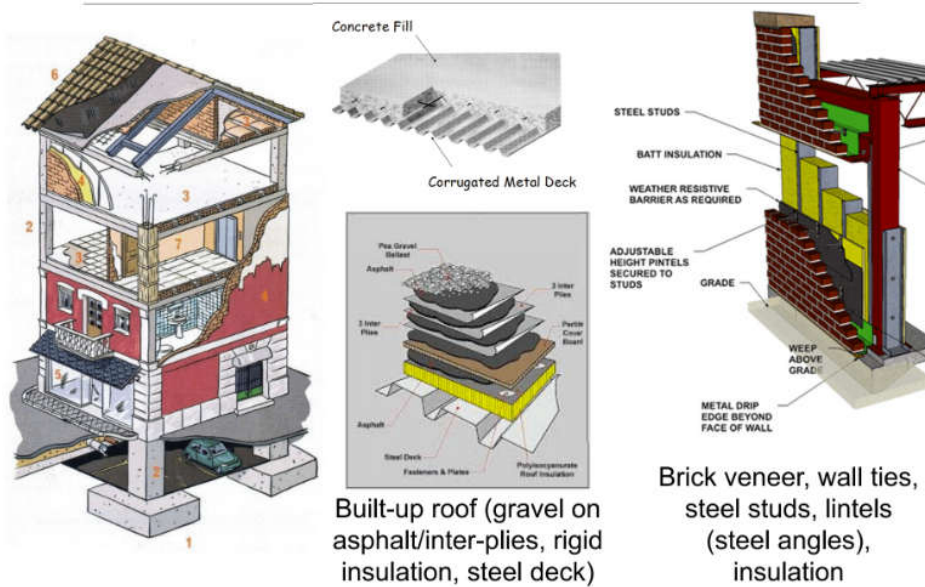 6
4
3
2
3
7
4
5
2
1
Concrete Fill
Corrugated Metal Deck
Pea Gravel
Ballast
Asphalt
3 Inter
Plies
3 Inter
Plies
Perlite
Cover
Board
Asphalt
Steel Deck
Fasteners & Plates
Polyisocyanurate
Roof Insulation
Built-up roof (gravel on
asphalt/inter-plies, rigid
insulation, steel deck)
STEEL STUDS
BATT INSULATION
WEATHER RESISTIVE
BARRIER AS REQUIRED
ADJUSTABLE
HEIGHT PINTELS
SECURED TO
STUDS
GRADE
WEEP
ABOVE
GRADE
METAL DRIP
EDGE BEYOND
FACE OF WALL
Brick veneer, wall ties,
steel studs, lintels
(steel angles),
insulation